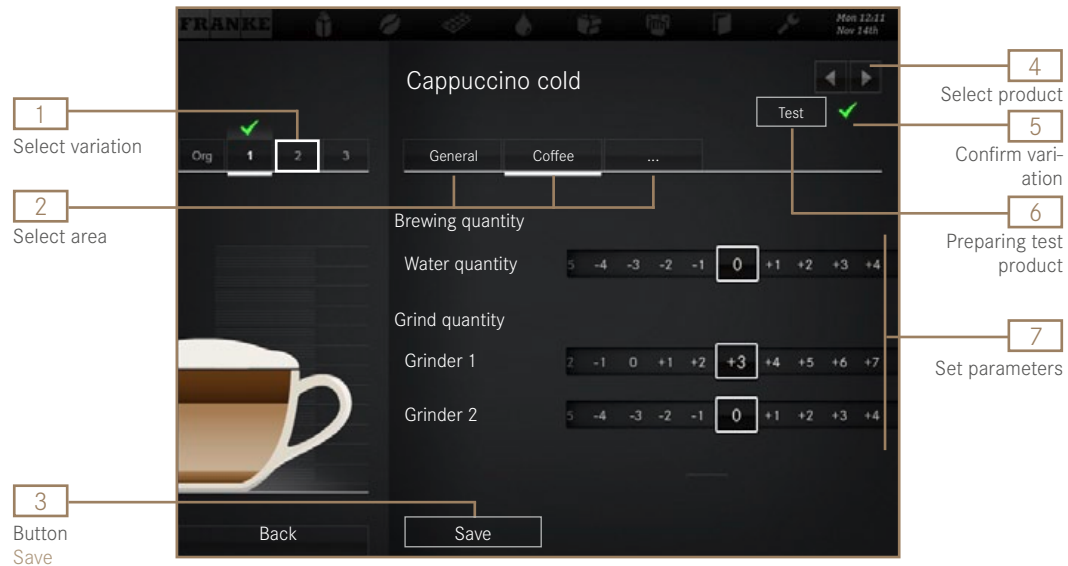 FRANKE
Mon 12:11
Nov 14th
Cappuccino cold
4
Select product
1
Select variation
Test
5
Confirm vari-
ation
Org 1 2 3
General Coffee ...
2
Select area
6
Preparing test
product
Brewing quantity
Water quantity 5 -4 -3 -2 -1 0 +1 +2 +3 +4
Grind quantity
7
Set parameters
Grinder 1 2 -1 0 +1 +2 +3 +4 +5 +6 +7
Grinder 2 5 -4 -3 -2 -1 0 +1 +2 +3 +4
3
Button
Save
Back Save